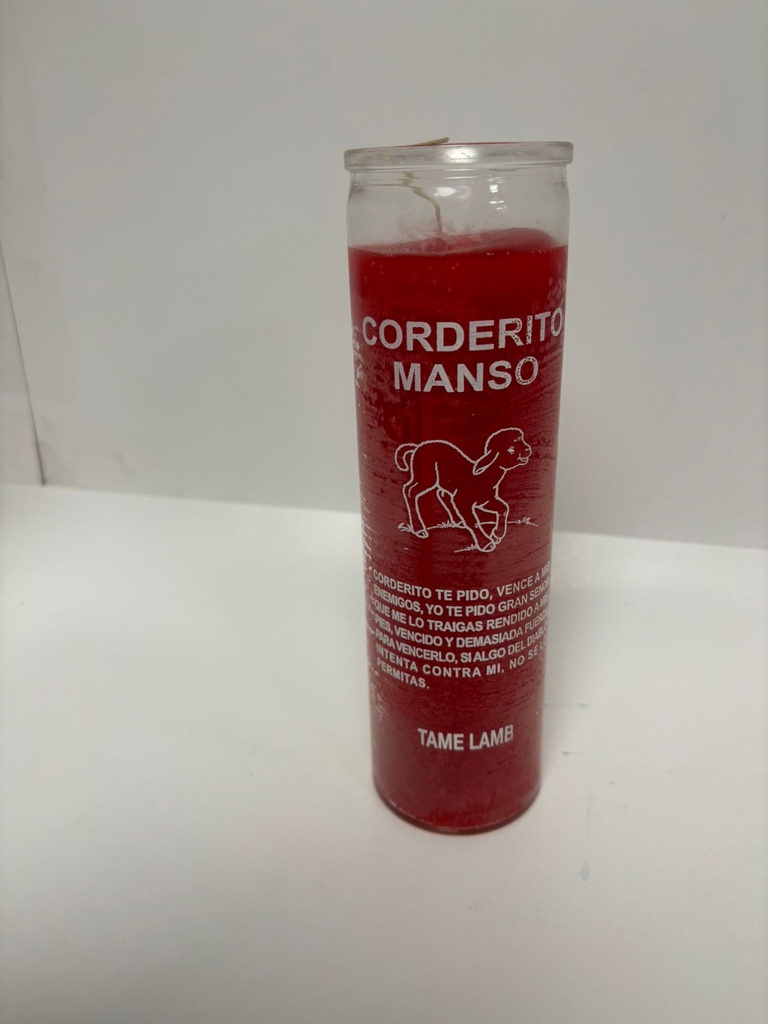 CORDERITO
MANSO
CORDERITO TE PIDO, VENCE A MIS
ENEMIGOS, YO TE PIDO GRAN SEÑOR
QUE ME LO TRAIGAS RENDIDO A MIS
PIES, VENCIDO Y DEMASIADA FUERZA
PARA VENCERLO, SI ALGO DEL DIABLO
INTENTA CONTRA MI, NO SE LO
PERMITAS.
TAME LAMB